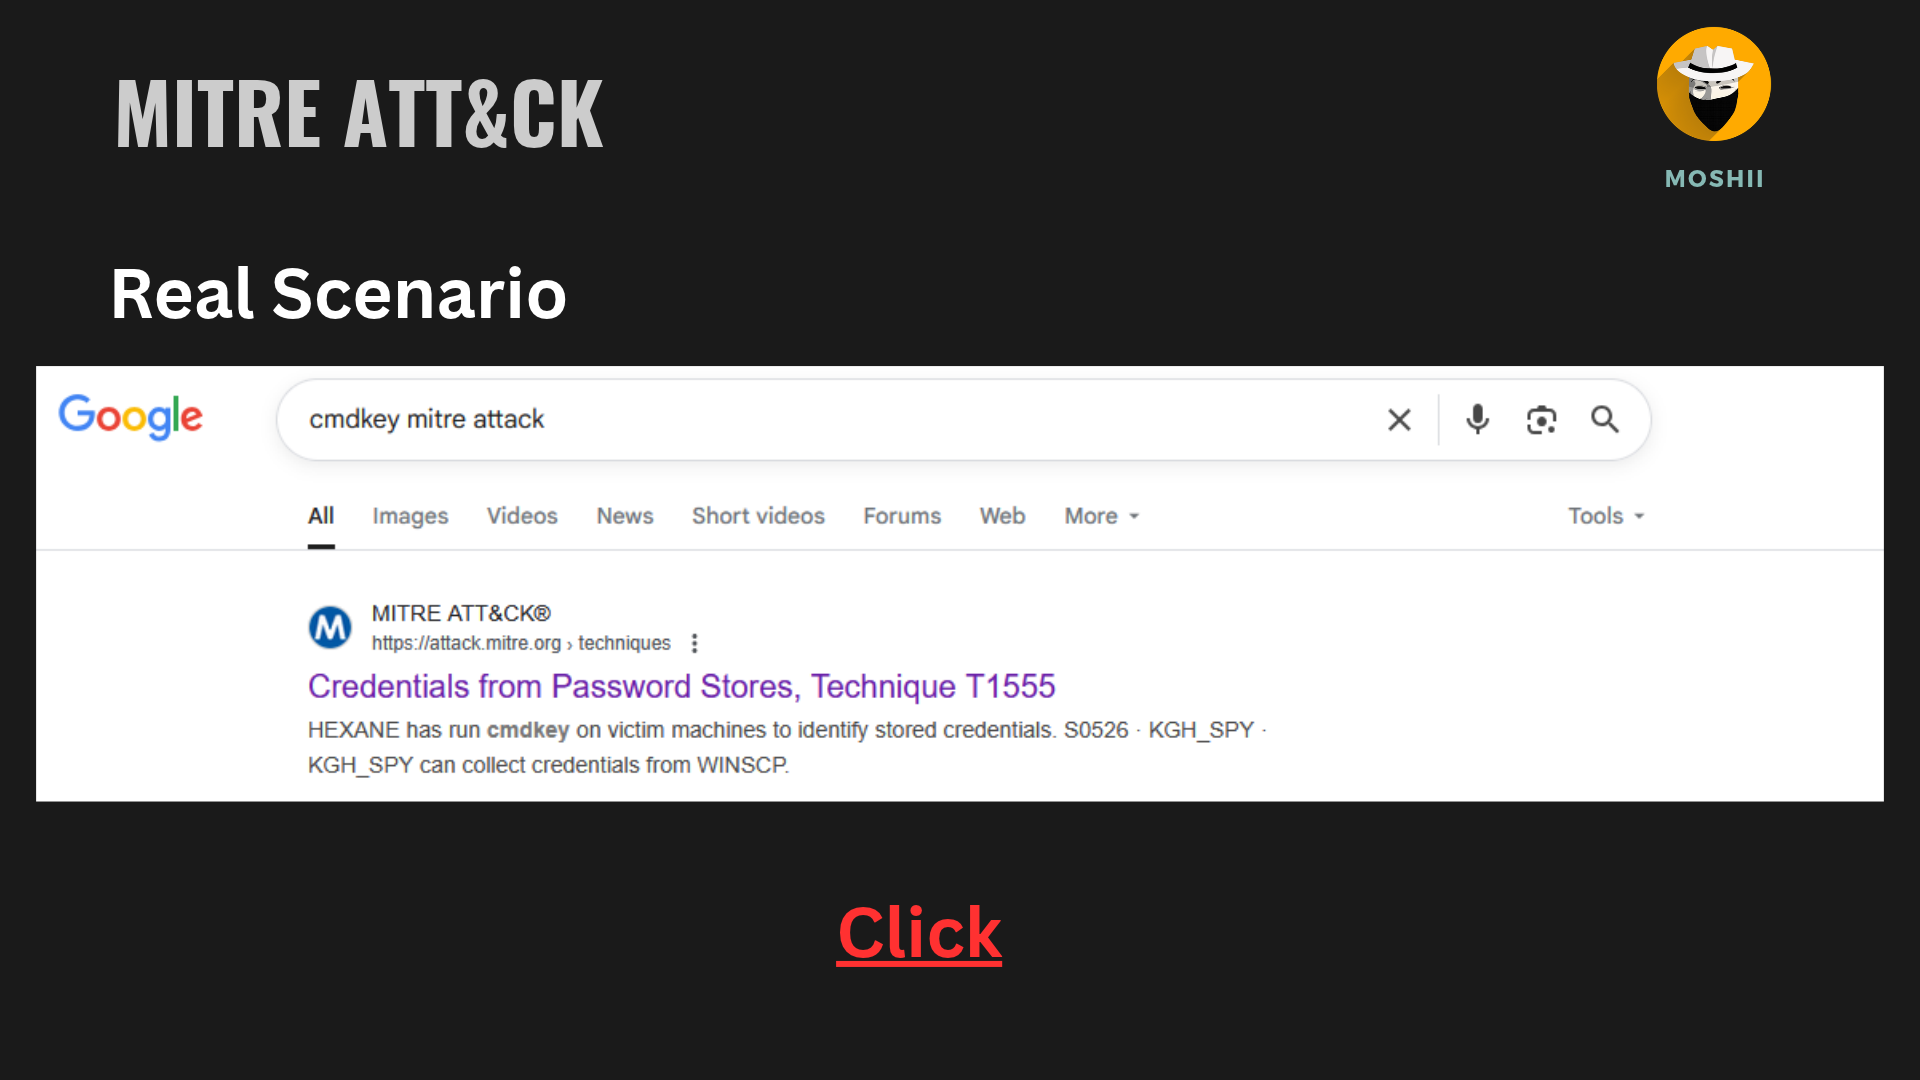 MITRE ATT&CK
MOSHII
Real Scenario
Google
cmdkey mitre attack
All Images Videos News Short videos Forums Web More Tools
M
MITRE ATT&CK®
https://attack.mitre.org › techniques
Credentials from Password Stores, Technique T1555
HEXANE has run cmdkey on victim machines to identify stored credentials. S0526 · KGH_SPY ·
KGH_SPY can collect credentials from WINSCP.
Click